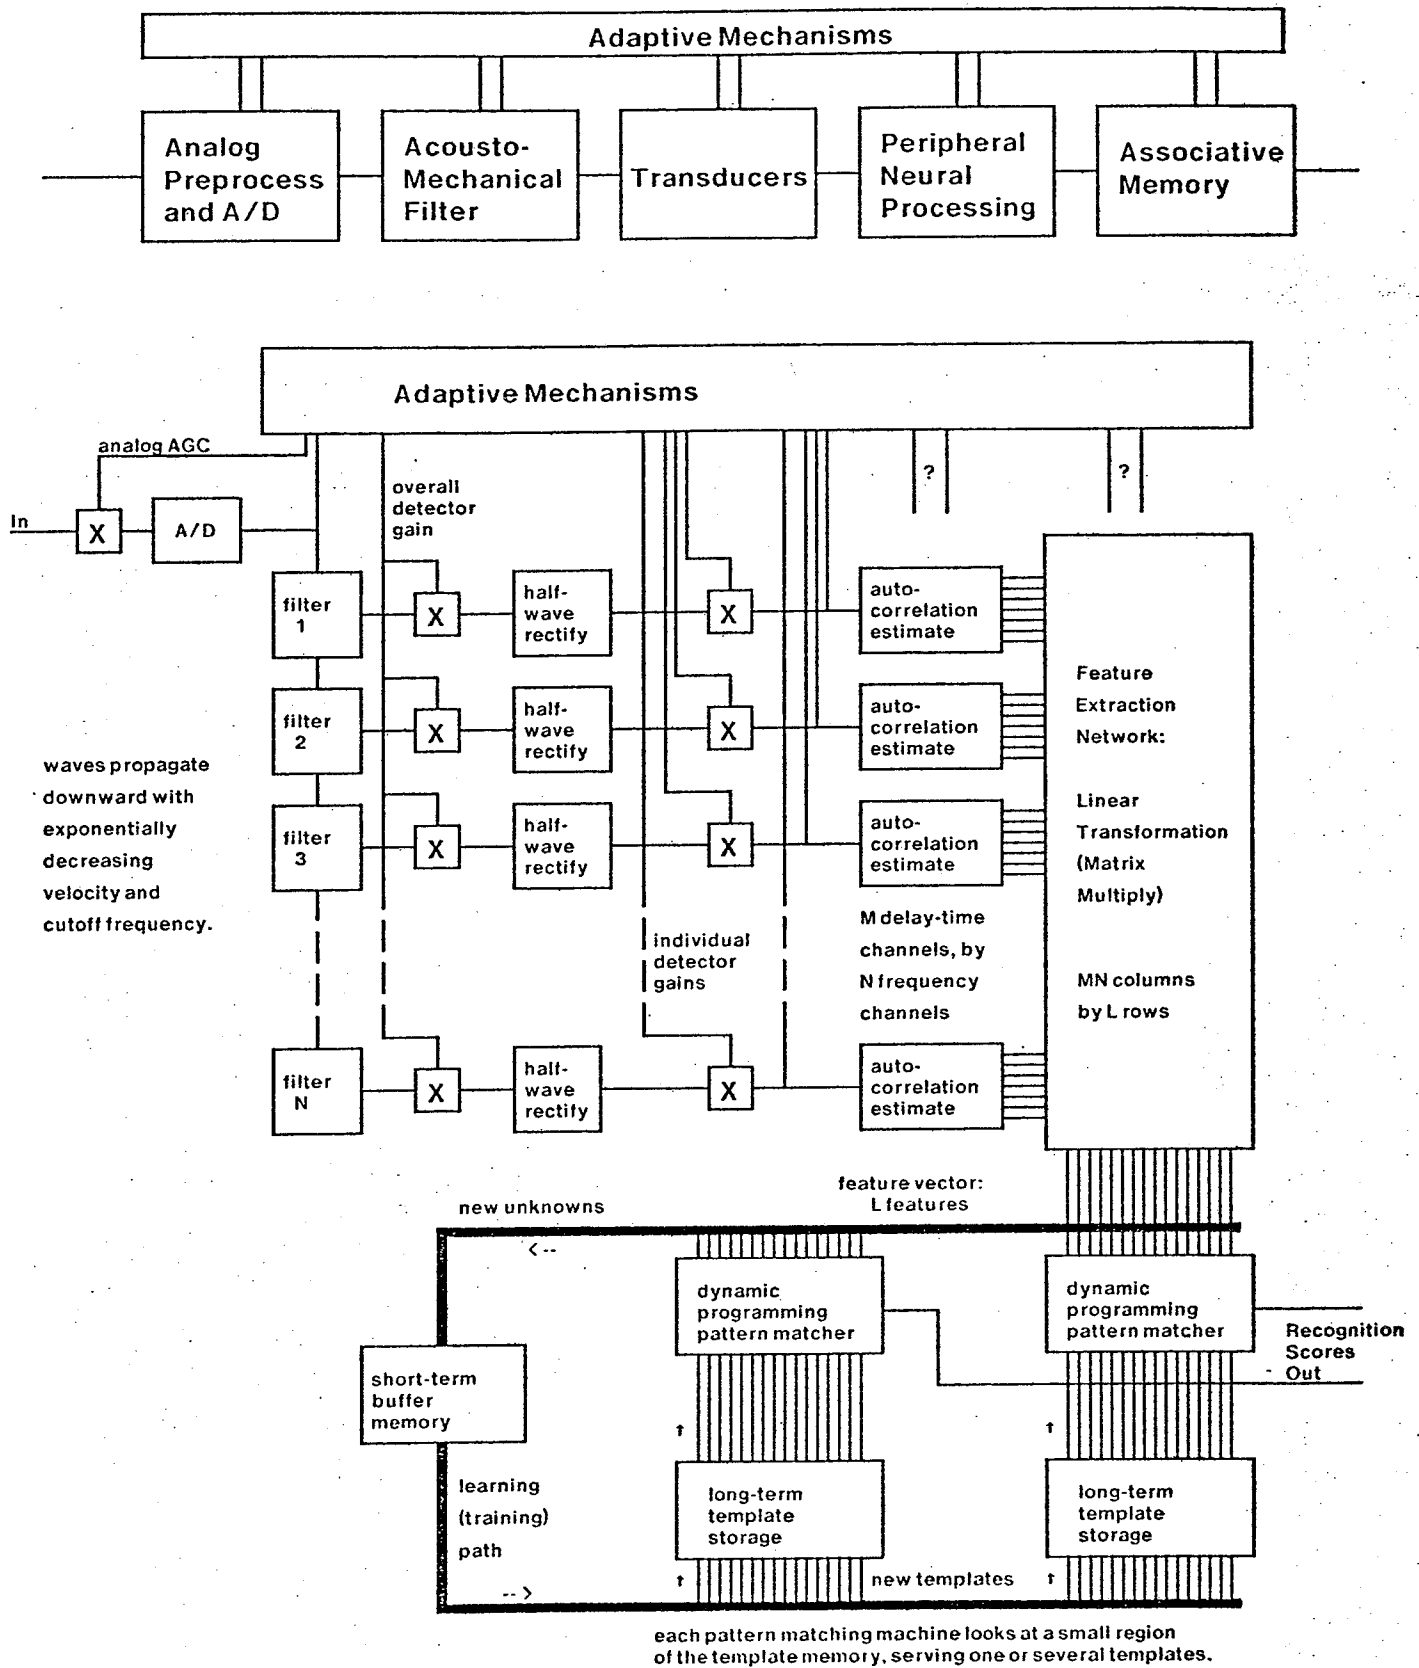 Adaptive Mechanisms
Analog
Preprocess
and A/D
Acousto-
Mechanical
Filter
Transducers
Peripheral
Neural
Processing
Associative
Memory
Adaptive Mechanisms
analog AGC
In
X
A/D
overall
detector
gain
?
?
filter
1
X
half-
wave
rectify
X
auto-
correlation
estimate
filter
2
X
half-
wave
rectify
X
auto-
correlation
estimate
filter
3
X
half-
wave
rectify
X
auto-
correlation
estimate
waves propagate
downward with
exponentially
decreasing
velocity and
cutoff frequency.
individual
detector
gains
M delay-time
channels, by
N frequency
channels
Feature
Extraction
Network:
Linear
Transformation
(Matrix
Multiply)
MN columns
by L rows
filter
N
X
half-
wave
rectify
X
auto-
correlation
estimate
new unknowns
<--
feature vector:
L features
dynamic
programming
pattern matcher
dynamic
programming
pattern matcher
Recognition
Scores
Out
short-term
buffer
memory
↑
↑
learning
(training)
path
-->
long-term
template
storage
long-term
template
storage
↑
new templates
↑
each pattern matching machine looks at a small region
of the template memory, serving one or several templates.